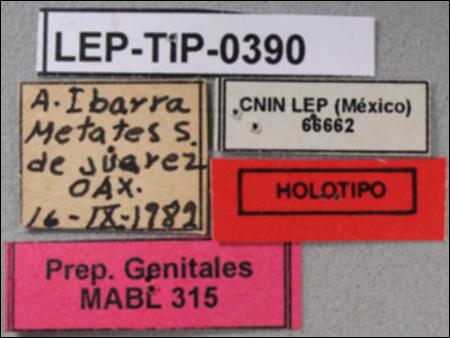 LEP-TIP-0390
A. Ibarra
Metates S.
de juarez
OAX.
16-IX-1982
CNIN LEP (México)
66662
HOLOTIPO
Prep. Genitales
MABL 315